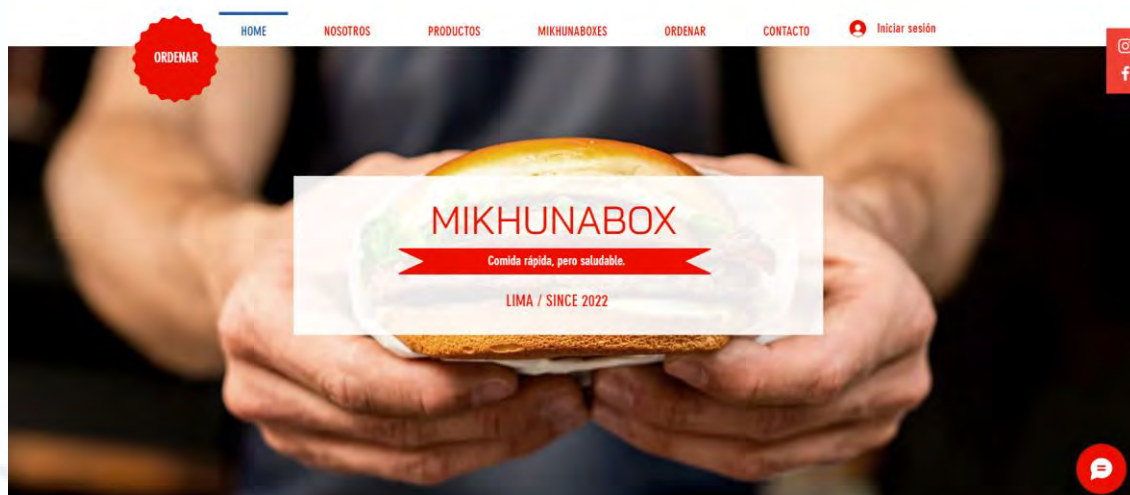 HOME NOSOTROS PRODUCTOS MIKHUNABOXES ORDENAR CONTACTO Iniciar sesión
ORDENAR
MIKHUNABOX
Comida rápida, pero saludable.
LIMA / SINCE 2022